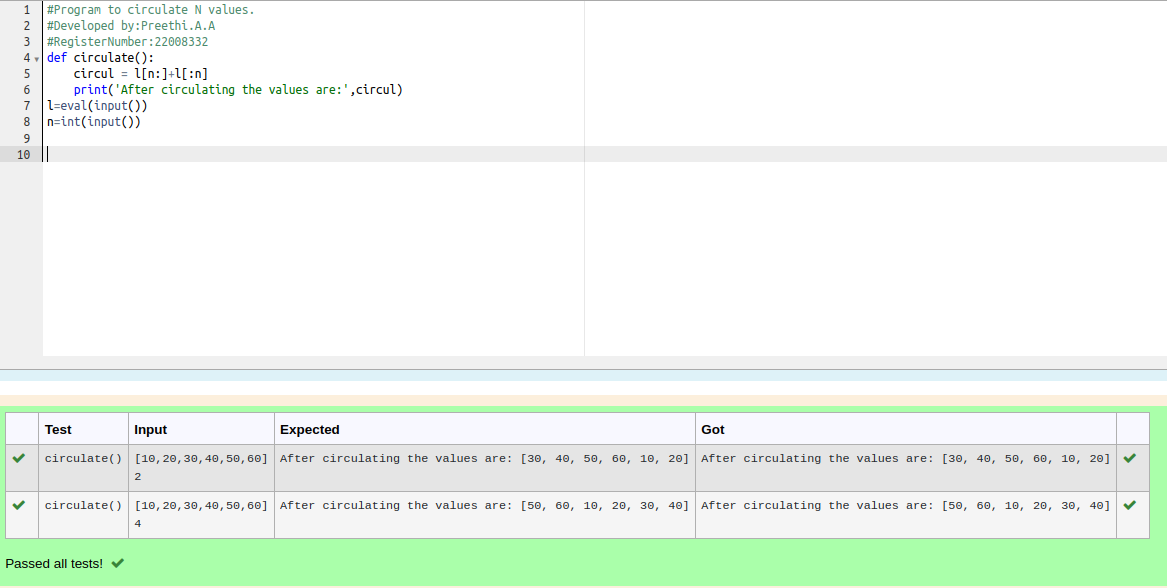 1 #Program to circulate N values.
2 #Developed by:Preethi.A.A
3 #RegisterNumber:22008332
4 def circulate():
5     circul = l[n:]+l[:n]
6     print('After circulating the values are:',circul)
7 l=eval(input())
8 n=int(input())
9
10
Test Input Expected Got
circulate() [10,20,30,40,50,60] After circulating the values are: [30, 40, 50, 60, 10, 20] After circulating the values are: [30, 40, 50, 60, 10, 20]
2
circulate() [10,20,30,40,50,60] After circulating the values are: [50, 60, 10, 20, 30, 40] After circulating the values are: [50, 60, 10, 20, 30, 40]
4
Passed all tests!